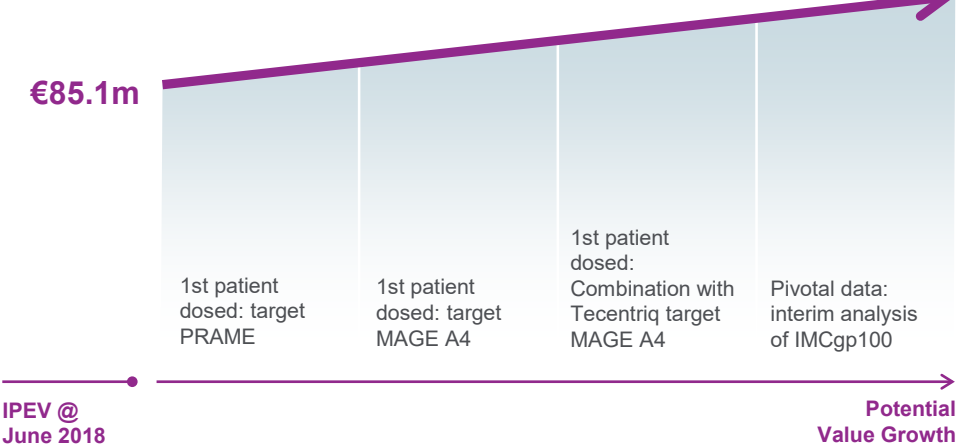 €85.1m
1st patient
dosed: target
PRAME
1st patient
dosed: target
MAGE A4
1st patient
dosed:
Combination with
Tecentriq target
MAGE A4
Pivotal data:
interim analysis
of IMCgp100
IPEV @
June 2018
Potential
Value Growth